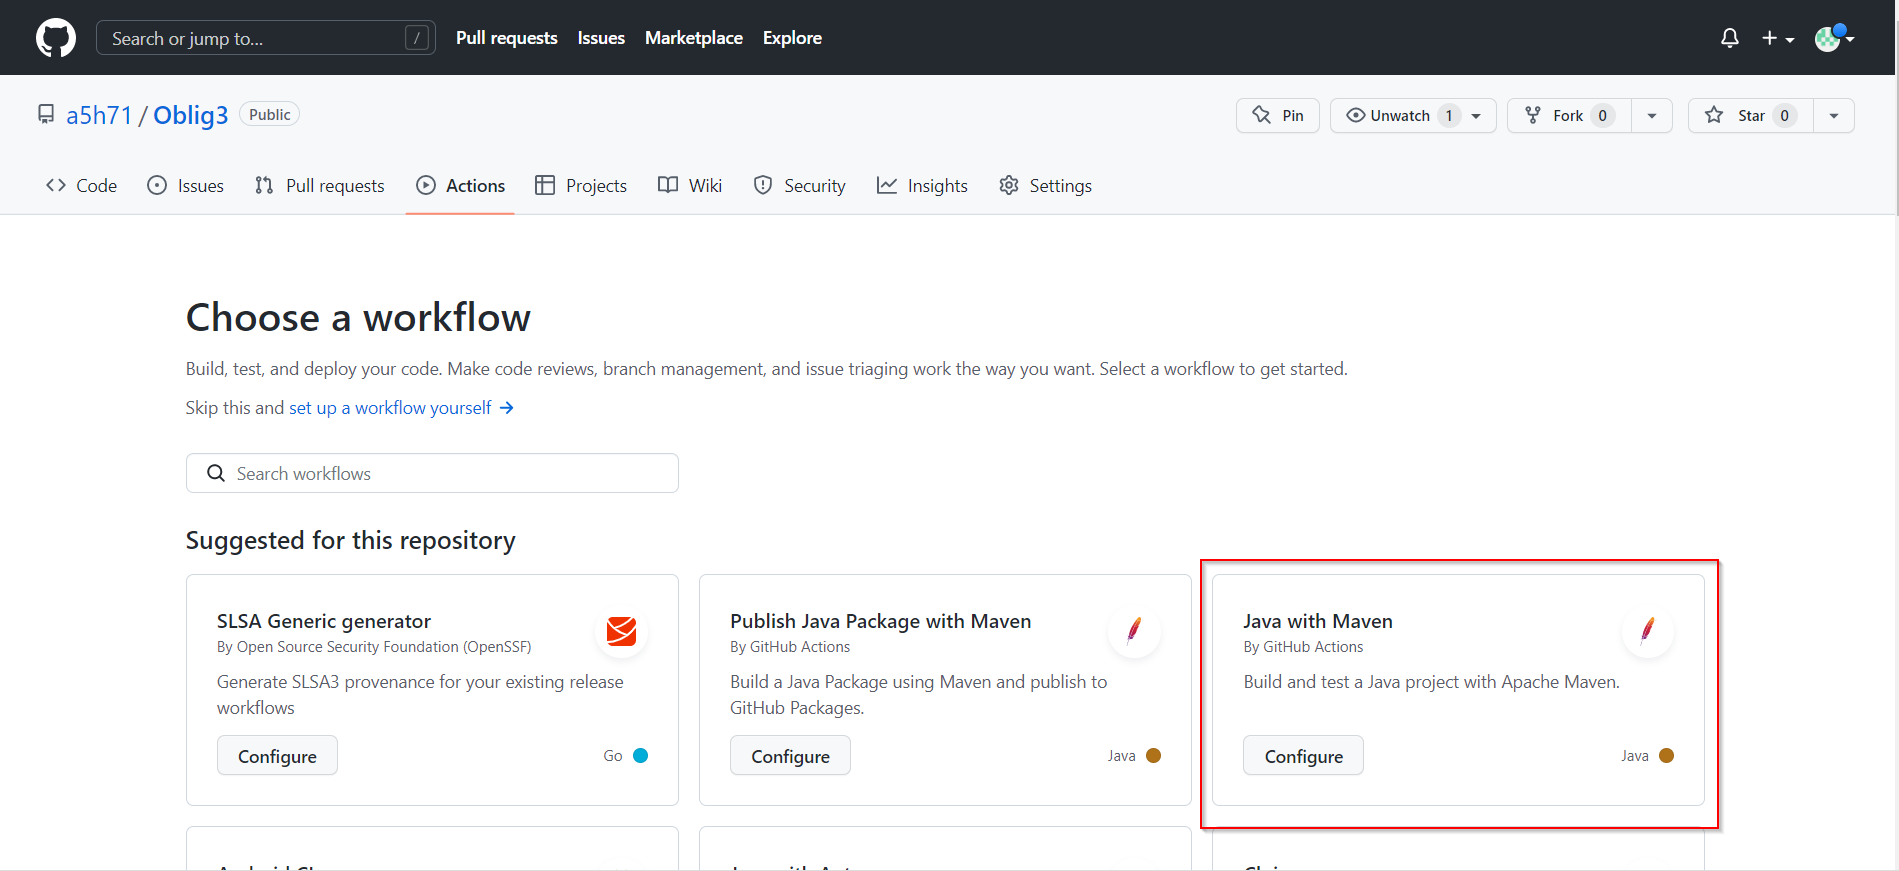 Search or jump to... / Pull requests Issues Marketplace Explore
a5h71 / Oblig3 Public Pin Unwatch 1 Fork 0 Star 0
Code Issues Pull requests Actions Projects Wiki Security Insights Settings
Choose a workflow
Build, test, and deploy your code. Make code reviews, branch management, and issue triaging work the way you want. Select a workflow to get started.
Skip this and set up a workflow yourself →
Search workflows
Suggested for this repository
SLSA Generic generator
By Open Source Security Foundation (OpenSSF)
Generate SLSA3 provenance for your existing release
workflows
Configure Go
Publish Java Package with Maven
By GitHub Actions
Build a Java Package using Maven and publish to
GitHub Packages.
Configure Java
Java with Maven
By GitHub Actions
Build and test a Java project with Apache Maven.
Configure Java